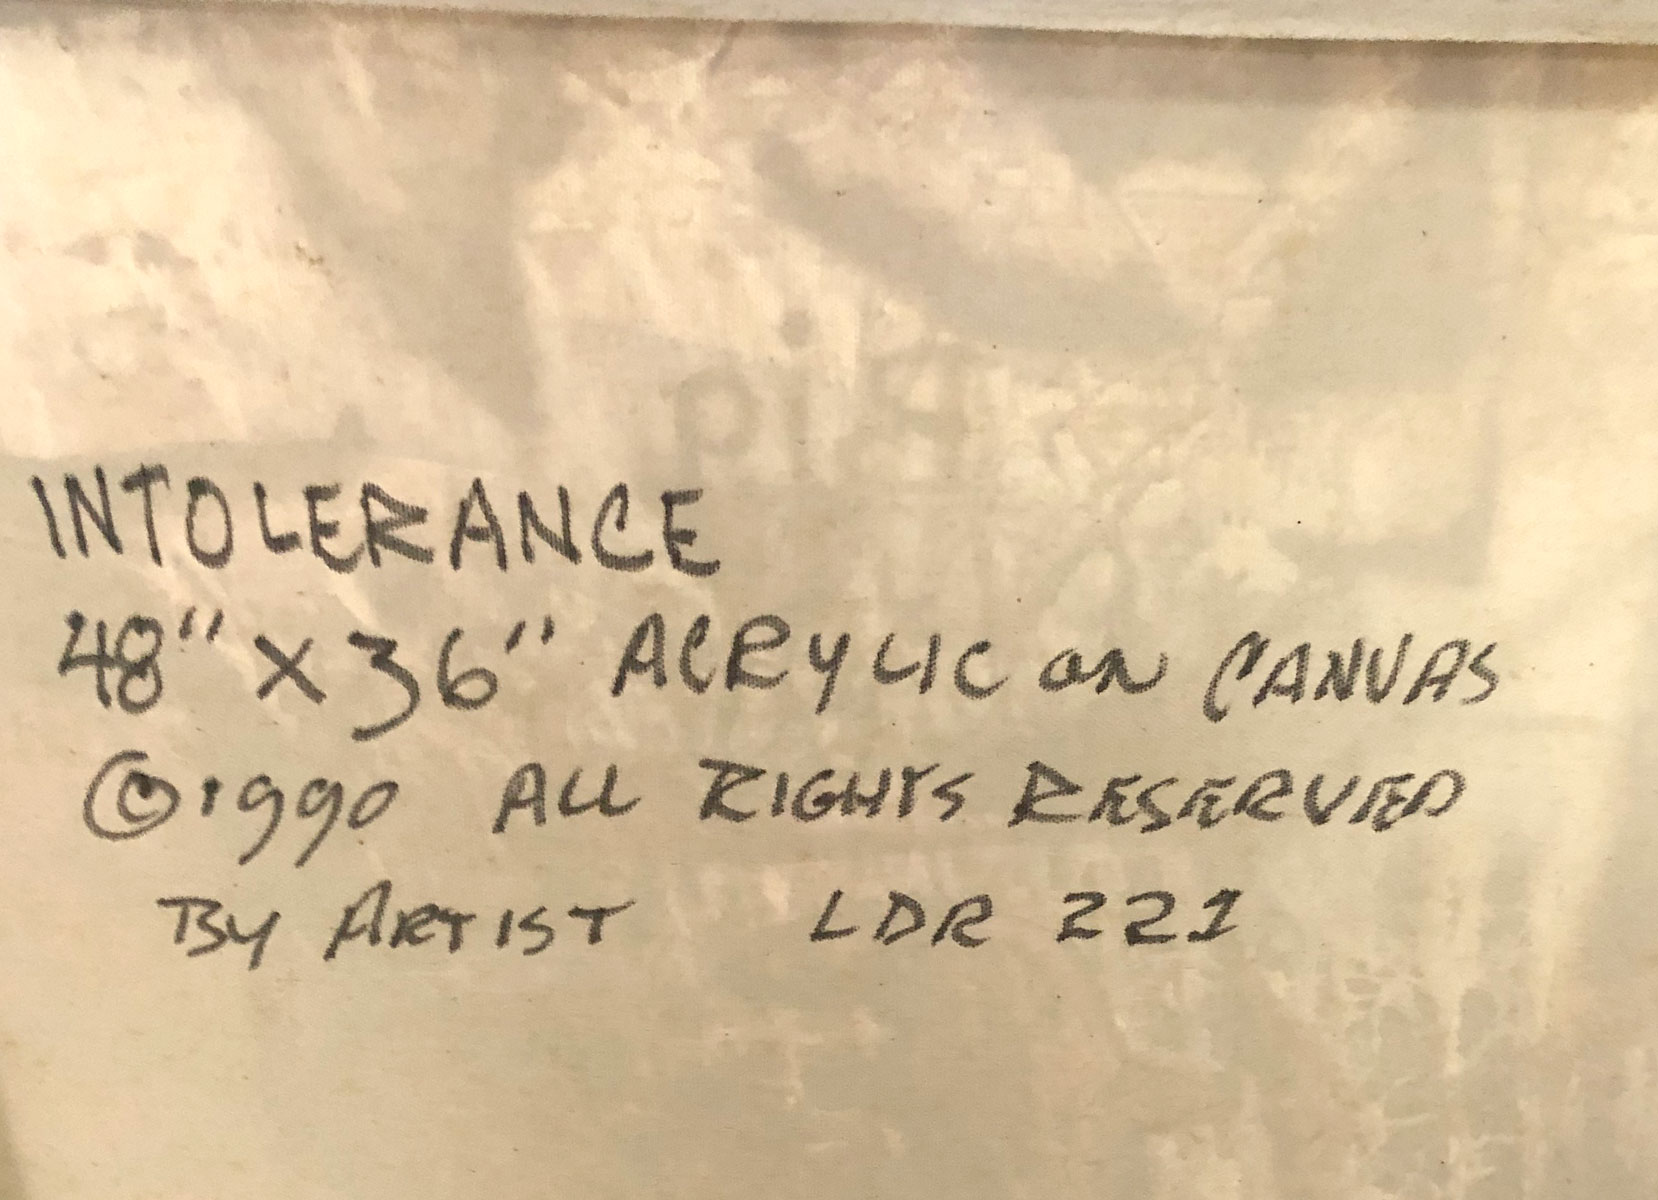 INTOLERANCE
48" X 36" ACRYLIC on CANVAS
©1990 ALL RIGHTS RESERVED
By ARTIST LDR 221